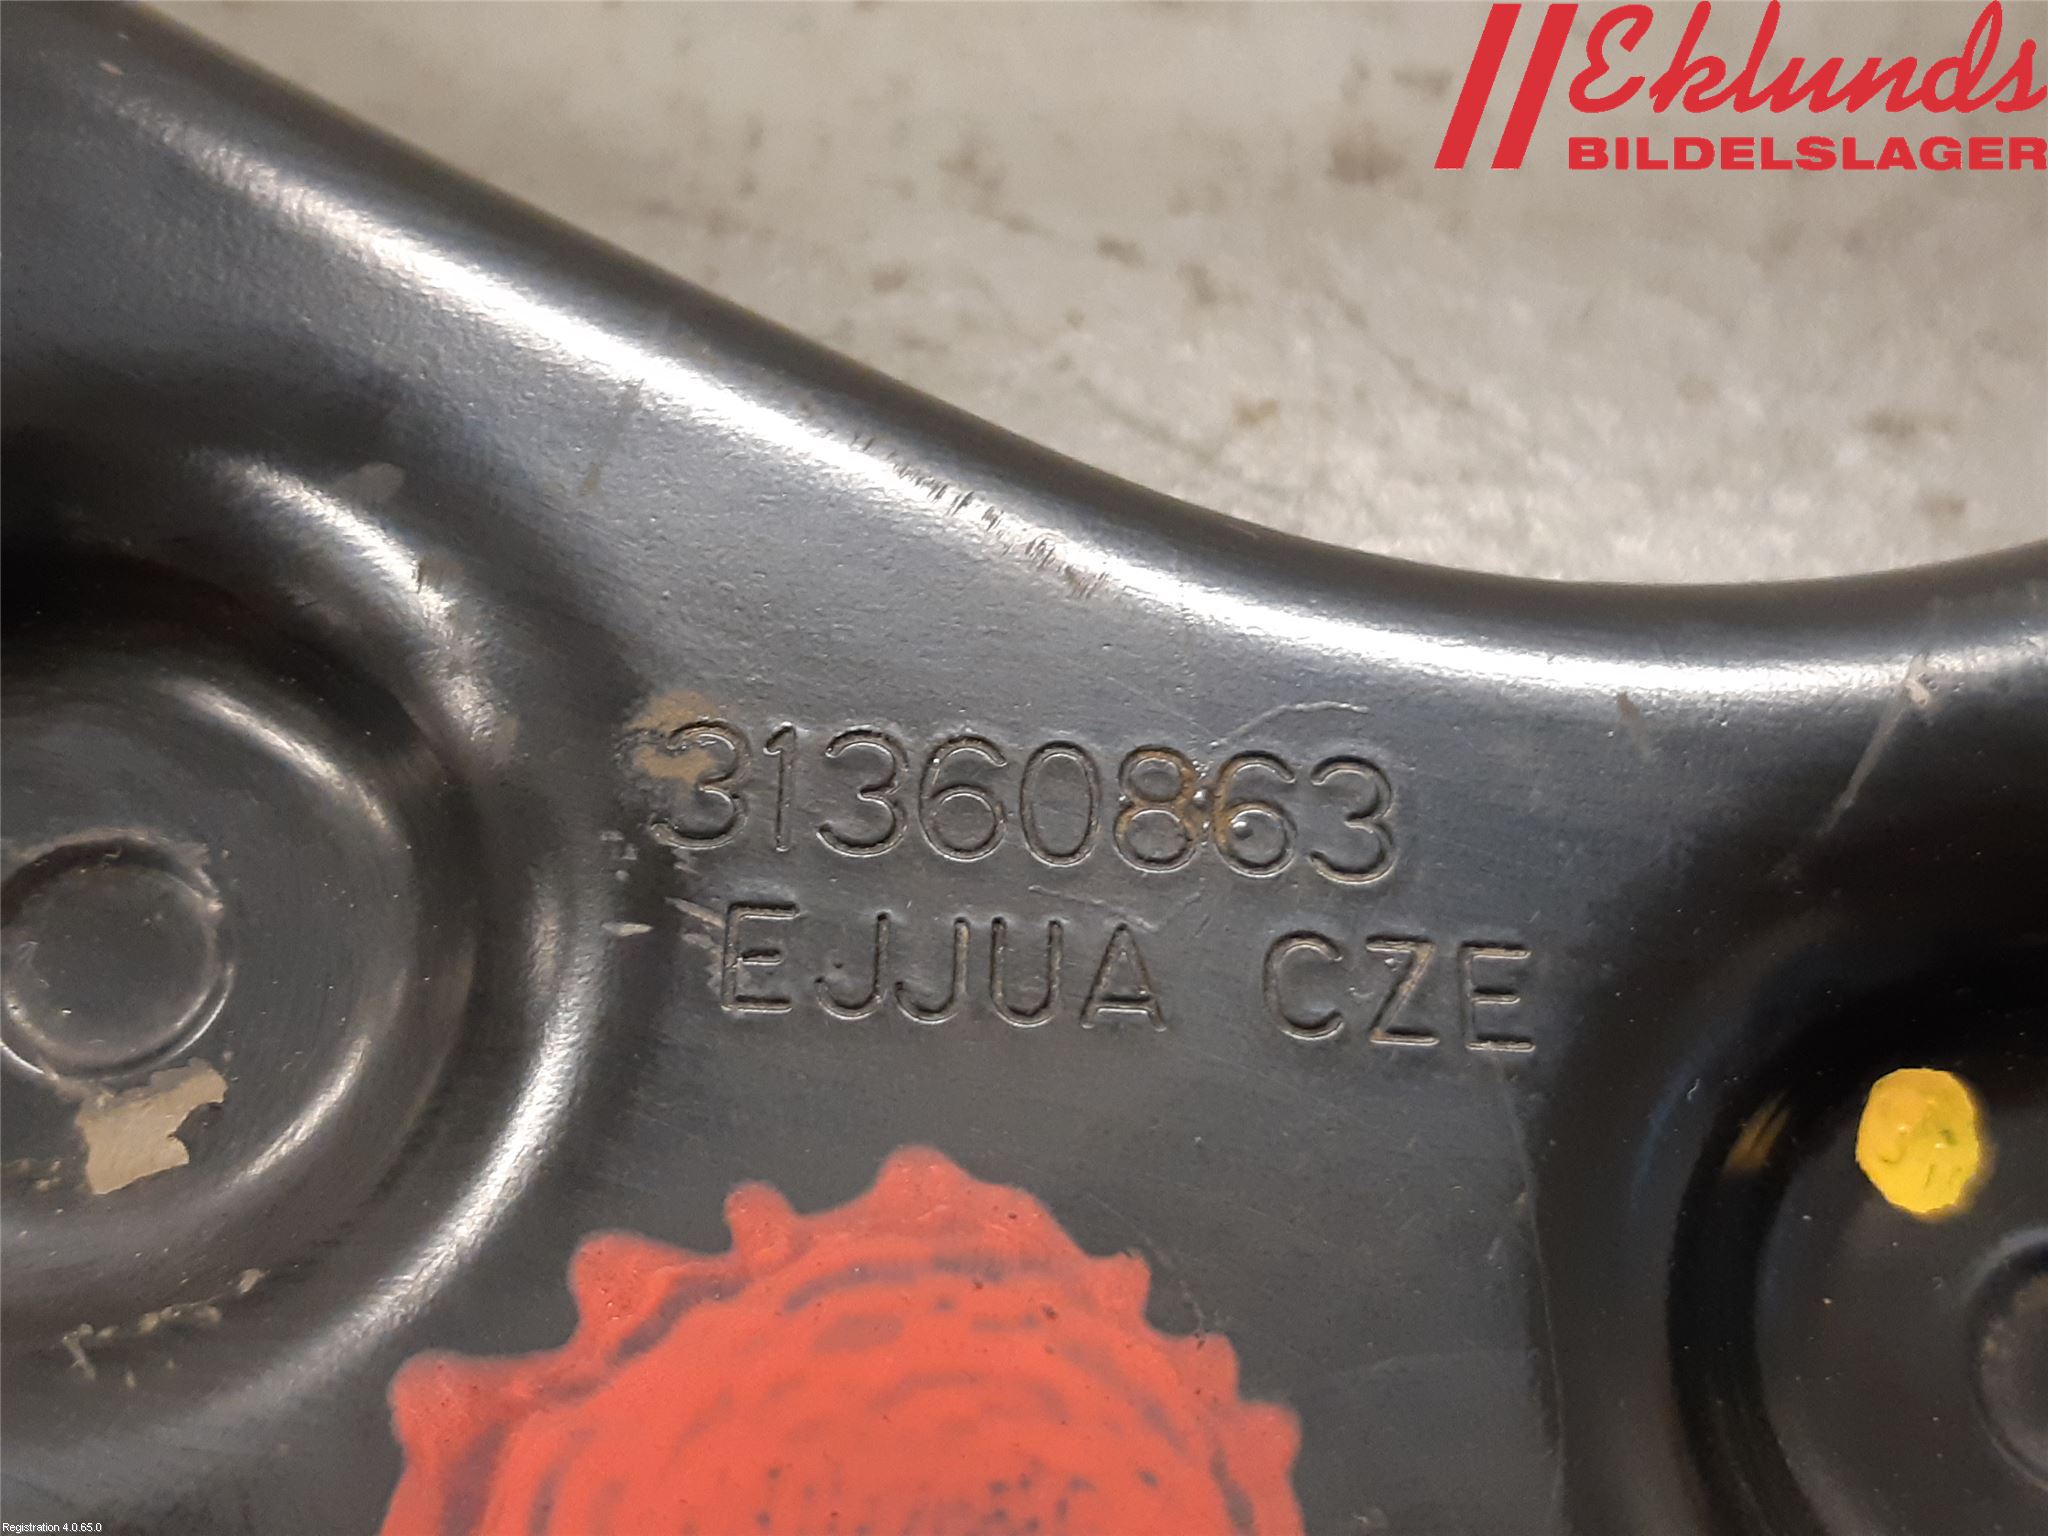 Eklunds
BILDELSLAGER
31360863
EJJUA CZE
Registration 4.0.65.0